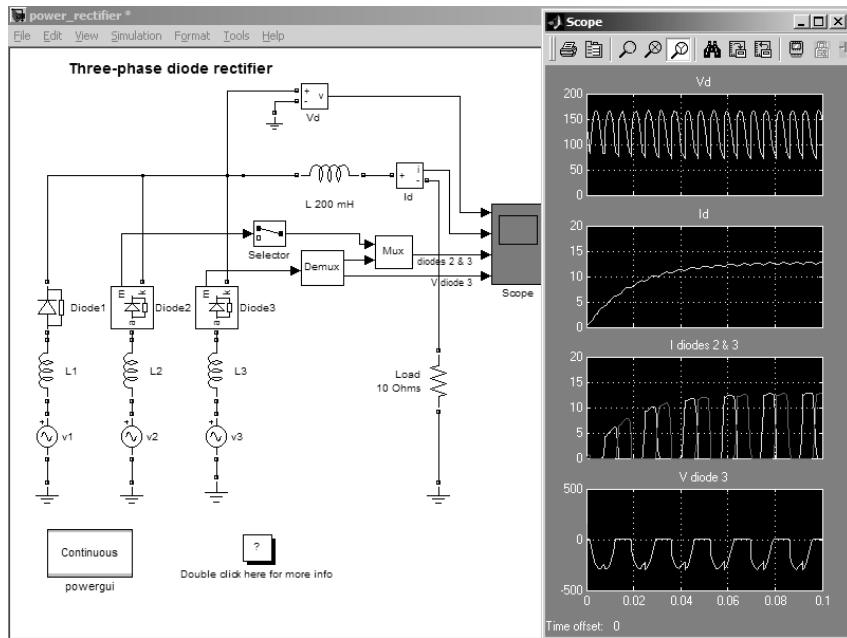 power_rectifier *
File Edit View Simulation Format Tools Help
Three-phase diode rectifier
+
-
v
Vd
L 200 mH
+
i
-
Id
Selector
Demux
Mux
diodes 2 & 3
V diode 3
Scope
Diode1
m
k
a
Diode2
m
k
a
Diode3
L1
L2
L3
Load
10 Ohms
+
v1
+
v2
+
v3
Continuous
powergui
?
Double click here for more info
Scope
Vd
200
150
100
50
0
Id
20
15
10
5
0
I diodes 2 & 3
20
15
10
5
0
V diode 3
500
0
-500
0 0.02 0.04 0.06 0.08 0.1
Time offset: 0